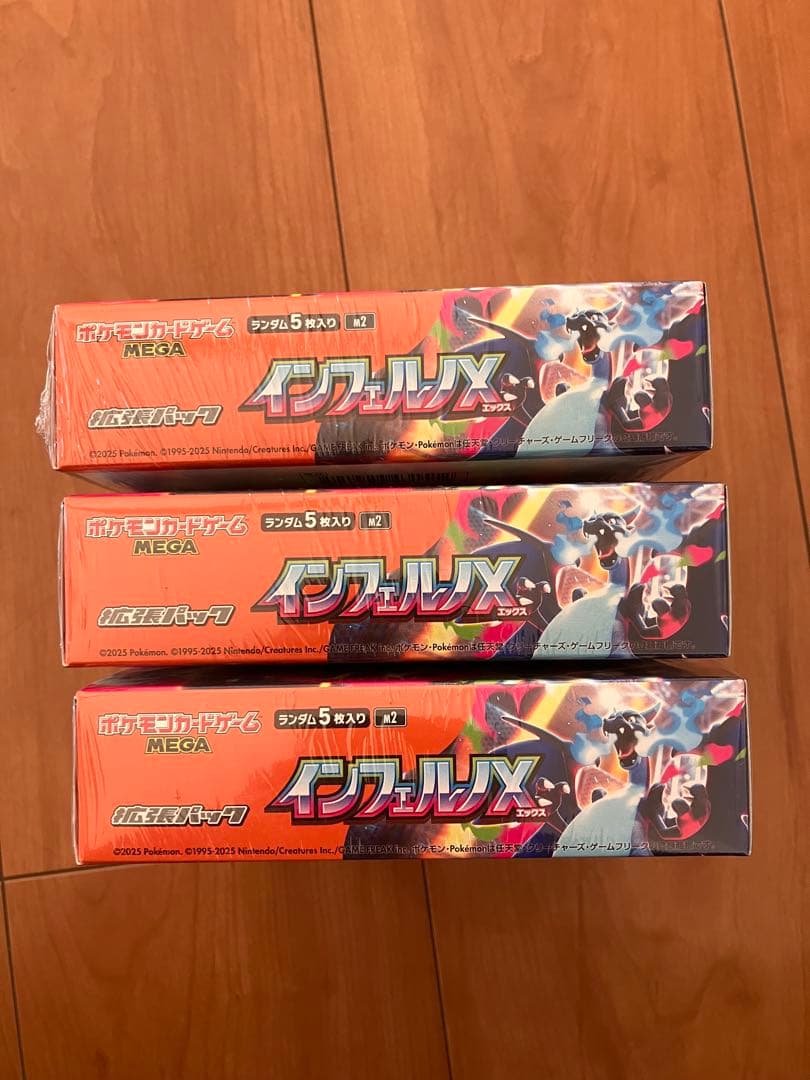 ポケモンカードゲーム
MEGA
ランダム5枚入り M2
インフェルノX
エックス
拡張パック
©2025 Pokémon. ©1995-2025 Nintendo/Creatures Inc./GAME FREAK inc. ポケモン・Pokémonは任天堂・クリーチャーズ・ゲームフリークの登録商標です。
ポケモンカードゲーム
MEGA
ランダム5枚入り M2
インフェルノX
エックス
拡張パック
©2025 Pokémon. ©1995-2025 Nintendo/Creatures Inc./GAME FREAK inc. ポケモン・Pokémonは任天堂・クリーチャーズ・ゲームフリークの登録商標です。
ポケモンカードゲーム
MEGA
ランダム5枚入り M2
インフェルノX
エックス
拡張パック
©2025 Pokémon. ©1995-2025 Nintendo/Creatures Inc./GAME FREAK inc. ポケモン・Pokémonは任天堂・クリーチャーズ・ゲームフリークの登録商標です。